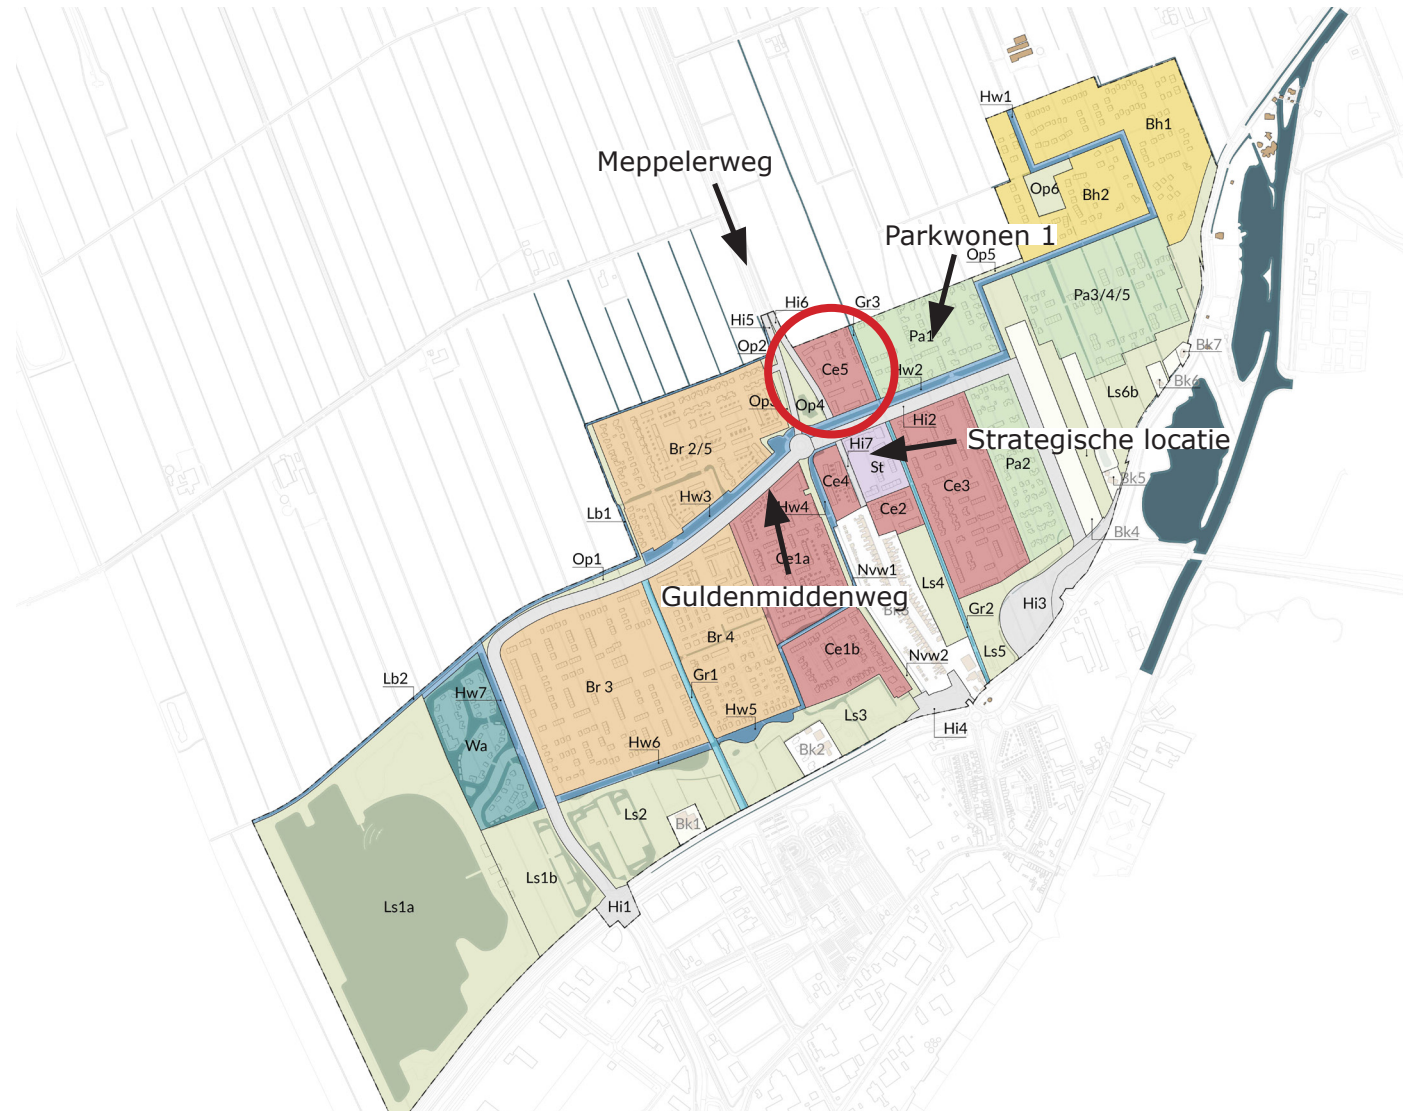 Hw1
Bh1
Meppelerweg
Op6
Bh2
Parkwonen 1
Op5
Pa3/4/5
Hi6
Gr3
Hi5
Pa1
Op2
Bk7
Ce5
Hw2
Bk6
Ls6b
Op3
Op4
Hi2
Strategische locatie
Hi7
Br 2/5
St
Pa2
Bk5
Ce4
Ce3
Hw3
Hw4
Ce2
Lb1
Bk4
Ce1a
Op1
Nvw1
Ls4
Guldenmiddenweg
Hi3
Gr2
Br 4
Ce1b
Ls5
Nvw2
Lb2
Gr1
Br 3
Hw7
Hw5
Ls3
Hi4
Wa
Hw6
Bk2
Ls2
Bk1
Ls1b
Ls1a
Hi1